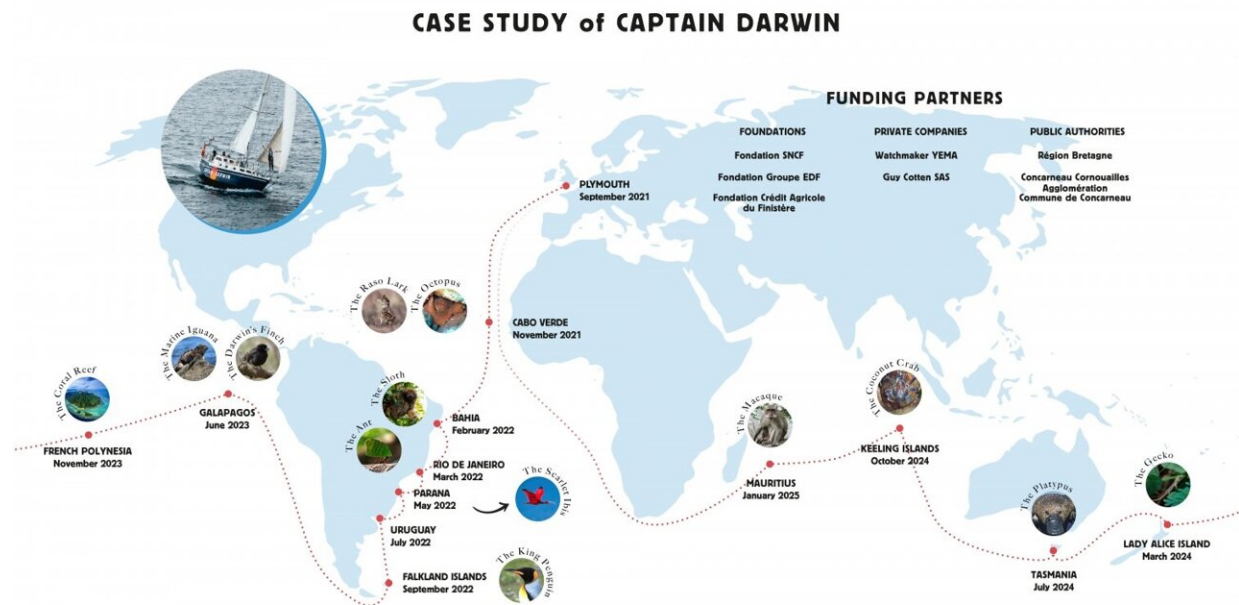 CASE STUDY of CAPTAIN DARWIN
FUNDING PARTNERS
FOUNDATIONS
Fondation SNCF
Fondation Groupe EDF
Fondation Crédit Agricole
du Finistère
PRIVATE COMPANIES
Watchmaker YEMA
Guy Cotten SAS
PUBLIC AUTHORITIES
Région Bretagne
Concarneau Cornouailles
Agglomération
Commune de Concarneau
PLYMOUTH
September 2021
The Raso Lark
The Octopus
CABO VERDE
November 2021
The Marine Iguana
The Darwin's Finch
GALAPAGOS
June 2023
The Coral Reef
FRENCH POLYNESIA
November 2023
The Sloth
BAHIA
February 2022
The Ant
RIO DE JANEIRO
March 2022
PARANA
May 2022
The Scarlet Ibis
URUGUAY
July 2022
FALKLAND ISLANDS
September 2022
The King Penguin
The Macaque
MAURITIUS
January 2025
The Coconut Crab
KEELING ISLANDS
October 2024
The Platypus
TASMANIA
July 2024
The Gecko
LADY ALICE ISLAND
March 2024